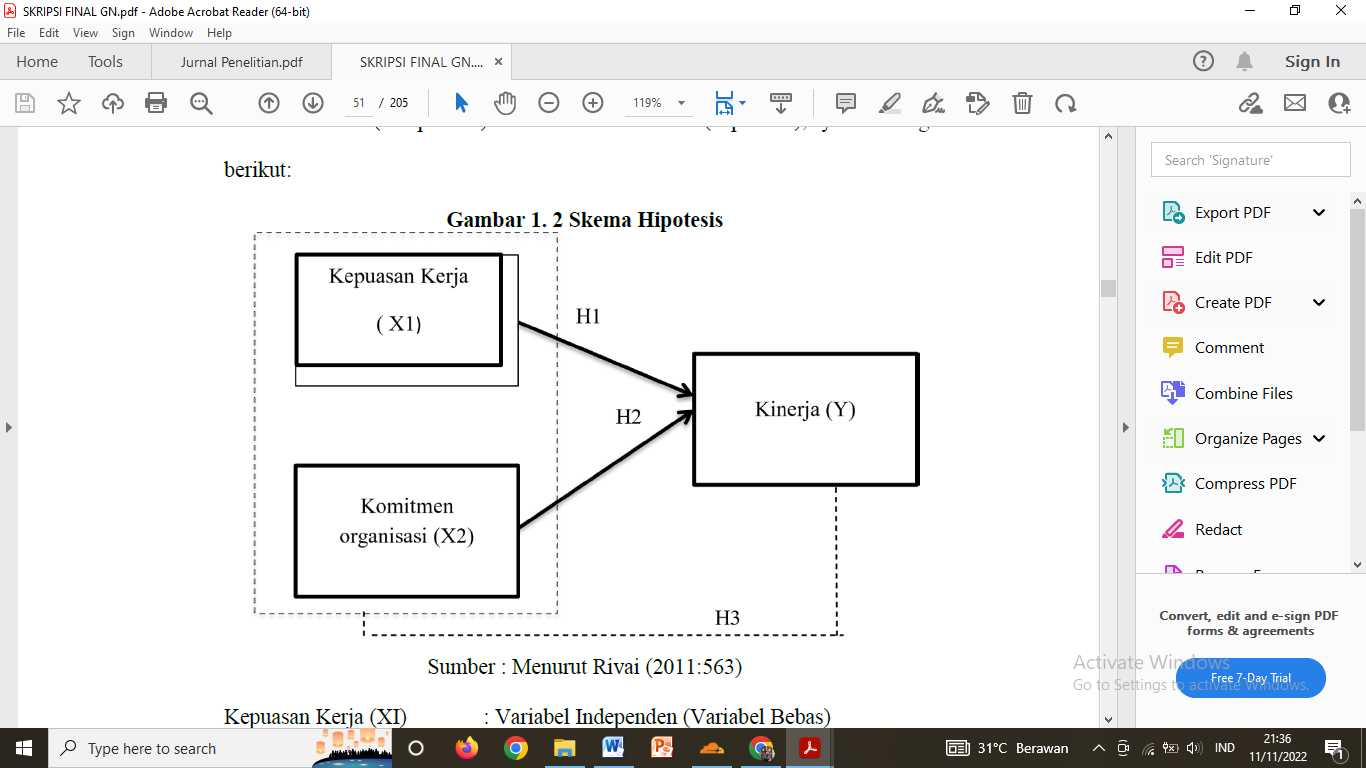 SKRIPSI FINAL GN.pdf - Adobe Acrobat Reader (64-bit)
File Edit View Sign Window Help
Home Tools Jurnal Penelitian.pdf SKRIPSI FINAL GN.... × Sign In
51 / 205 119%
berikut:
Gambar 1. 2 Skema Hipotesis
Kepuasan Kerja
( X1)
H1
Kinerja (Y)
H2
Komitmen
organisasi (X2)
H3
Sumber : Menurut Rivai (2011:563)
Kepuasan Kerja (XI) : Variabel Independen (Variabel Bebas)
Search 'Signature'
Export PDF
Edit PDF
Create PDF
Comment
Combine Files
Organize Pages
Compress PDF
Redact
Convert, edit and e-sign PDF
forms & agreements
Free 7-Day Trial
Activate Windows
Go to Settings to activate Windows.
Type here to search
31°C Berawan
IND
21:36
11/11/2022
1